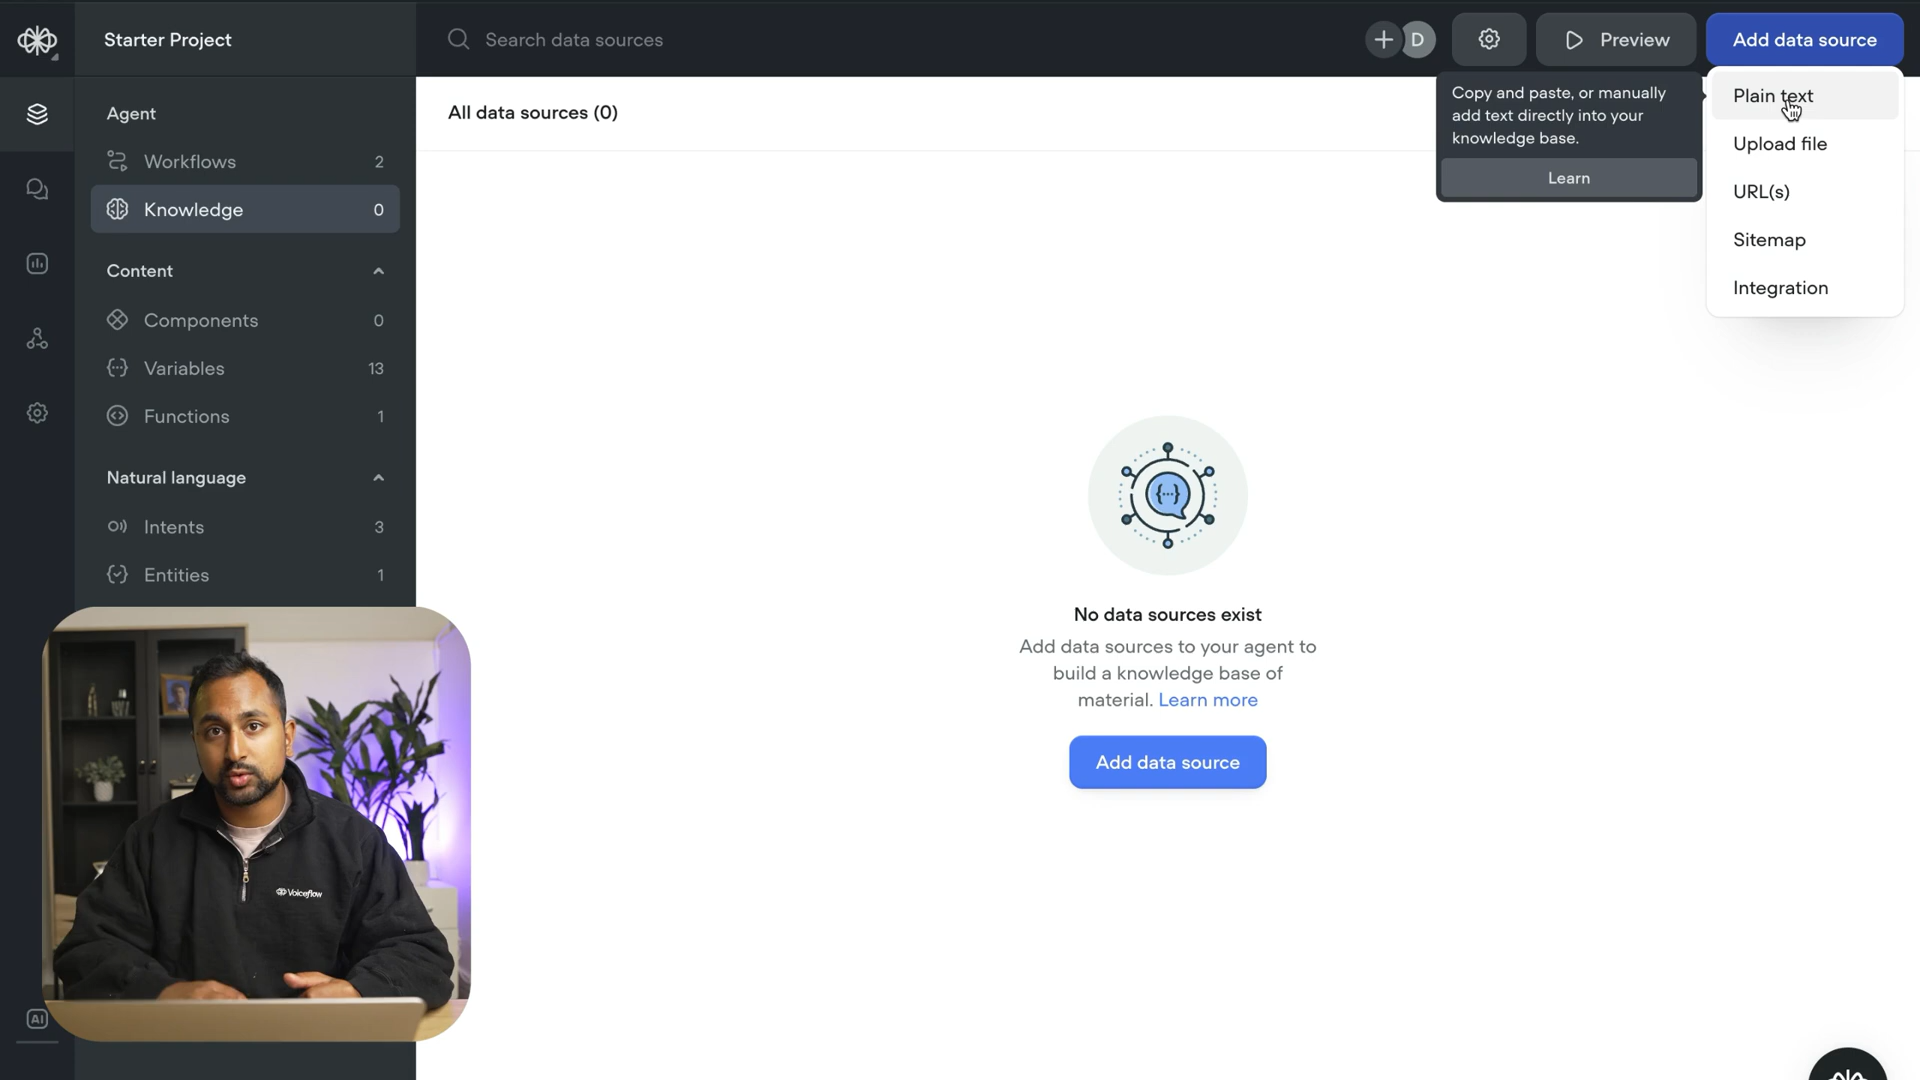 Starter Project
Search data sources
D
Preview
Add data source
Agent
Workflows 2
Knowledge 0
Content
Components 0
Variables 13
Functions 1
Natural language
Intents 3
Entities 1
All data sources (0)
Copy and paste, or manually
add text directly into your
knowledge base.
Learn
Plain text
Upload file
URL(s)
Sitemap
Integration
{...}
No data sources exist
Add data sources to your agent to
build a knowledge base of
material. Learn more
Add data source
Voiceflow
AI